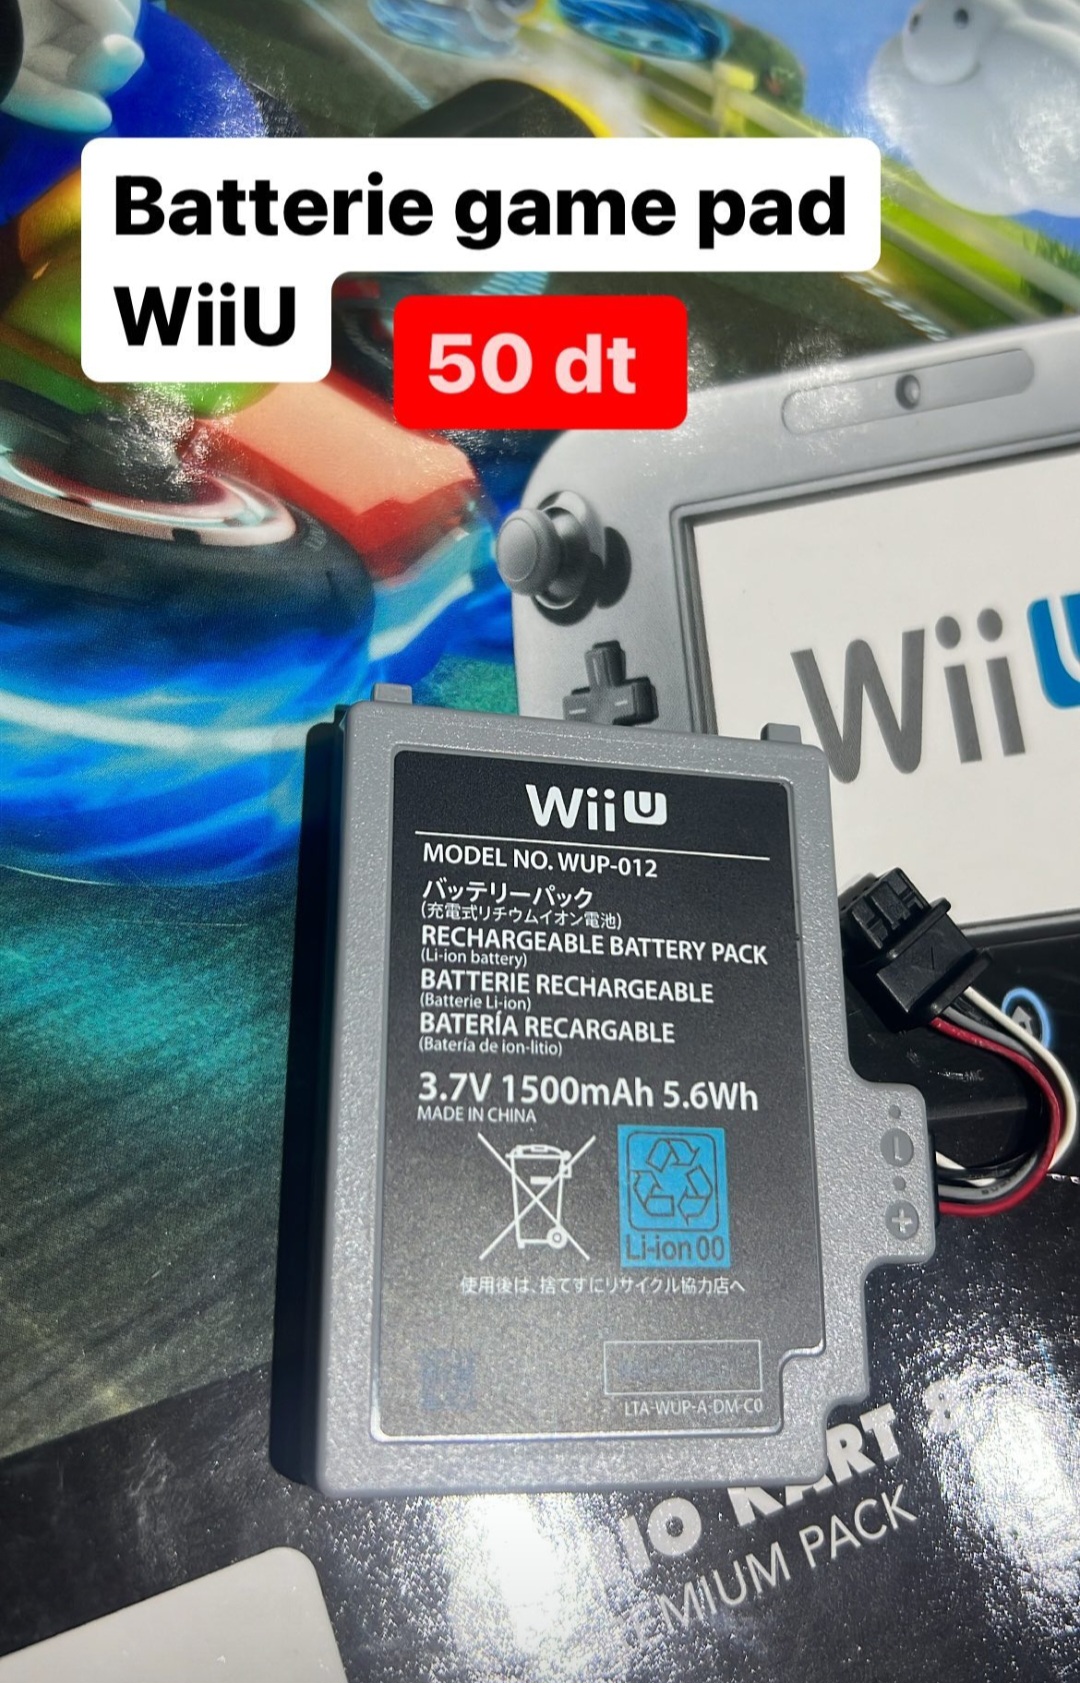 Batterie game pad
WiiU
50 dt
WiiU
WiiU
MODEL NO. WUP-012
バッテリーパック
(充電式リチウムイオン電池)
RECHARGEABLE BATTERY PACK
(Li-ion battery)
BATTERIE RECHARGEABLE
(Batterie Li-ion)
BATERÍA RECARGABLE
(Batería de ion-litio)
3.7V 1500mAh 5.6Wh
MADE IN CHINA
Li-ion 00
使用後は、捨てずにリサイクル協力店へ
LTA-WUP-A-DM-C0
KART 8
PACK